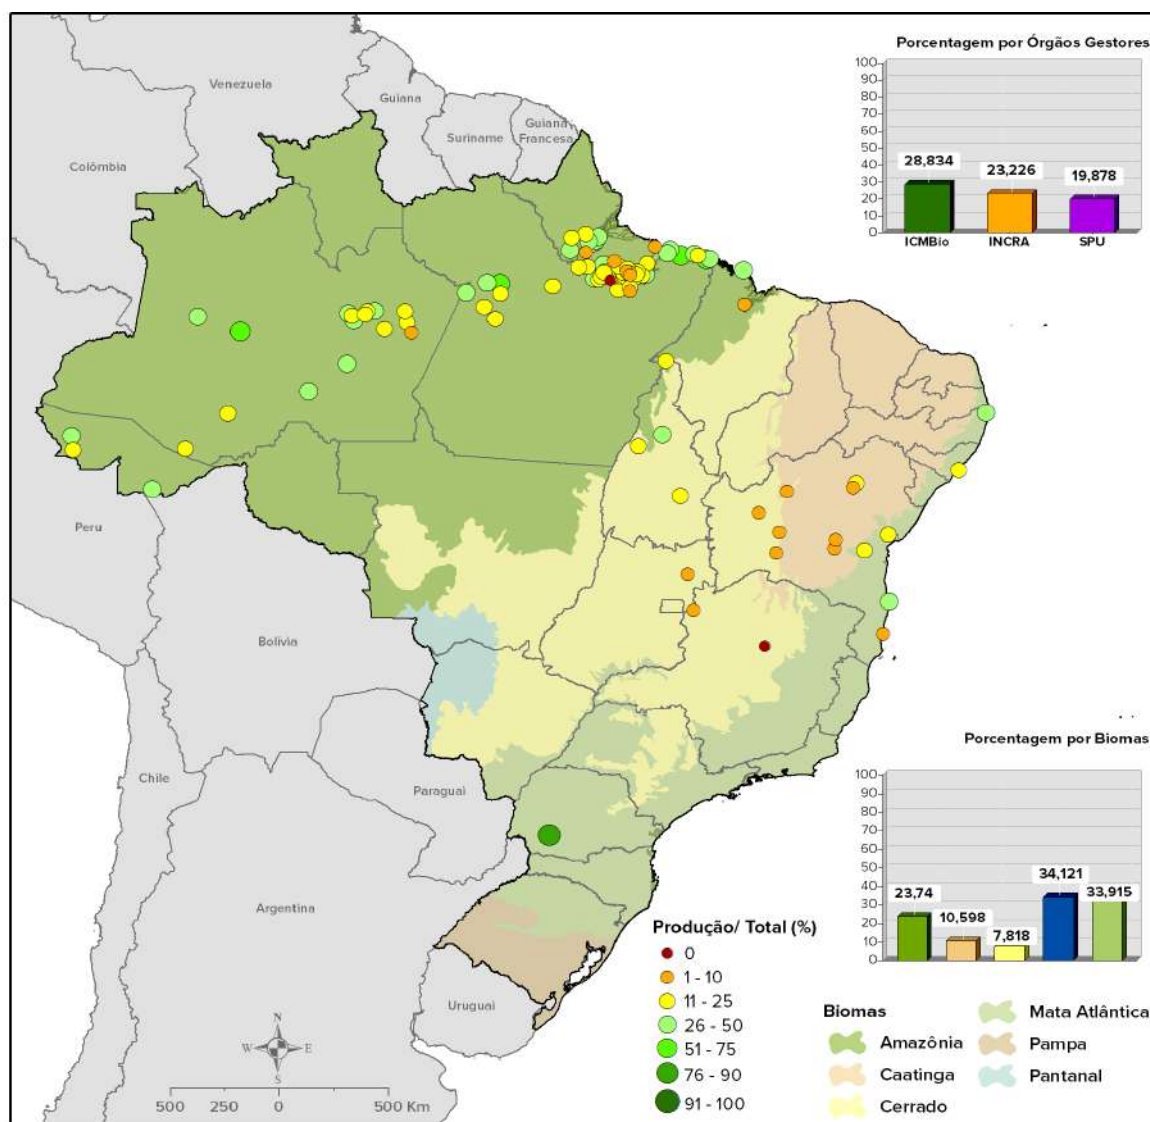 Porcentagem por Órgãos Gestores
100
90
80
70
60
50
40
30
20
10
0
28,834
23,226
19,878
ICMBio
INCRA
SPU
Venezuela
Guiana
Suriname
Guiana
Francesa
Colômbia
Peru
Bolívia
Chile
Paraguai
Argentina
Uruguai
Porcentagem por Biomas
100
90
80
70
60
50
40
30
20
10
0
23,74
10,598
7,818
34,121
33,915
Produção/ Total (%)
0
1 - 10
11 - 25
26 - 50
51 - 75
76 - 90
91 - 100
Biomas
Amazônia
Caatinga
Cerrado
Mata Atlântica
Pampa
Pantanal
N
W
E
S
500 250 0 500 Km